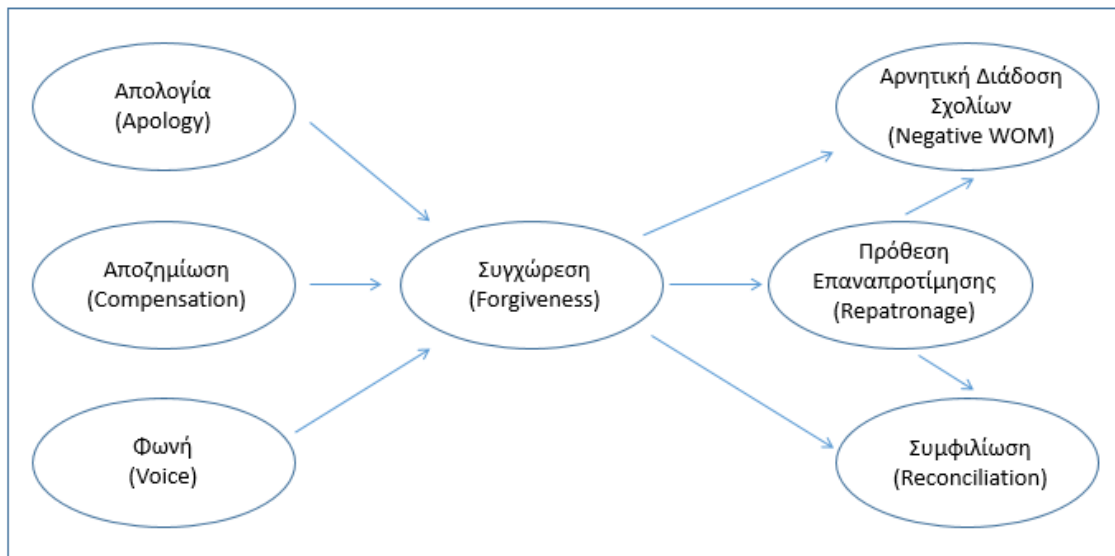 Απολογία
(Apology)
Αποζημίωση
(Compensation)
Φωνή
(Voice)
Συγχώρεση
(Forgiveness)
Αρνητική Διάδοση
Σχολίων
(Negative WOM)
Πρόθεση
Επαναπροτίμησης
(Repatronage)
Συμφιλίωση
(Reconciliation)